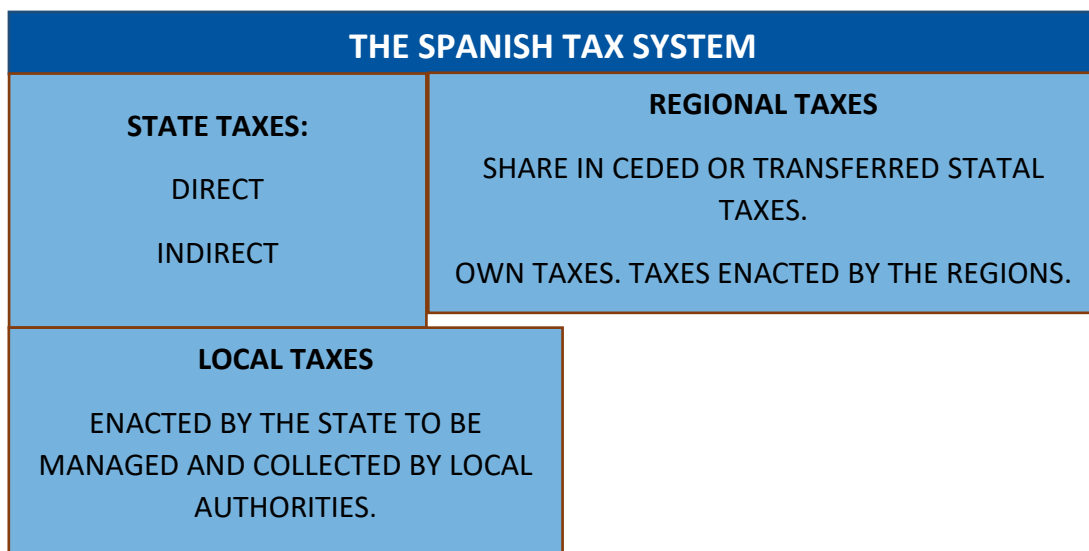 THE SPANISH TAX SYSTEM
STATE TAXES:
DIRECT
INDIRECT
REGIONAL TAXES
SHARE IN CEDED OR TRANSFERRED STATAL
TAXES.
OWN TAXES. TAXES ENACTED BY THE REGIONS.
LOCAL TAXES
ENACTED BY THE STATE TO BE
MANAGED AND COLLECTED BY LOCAL
AUTHORITIES.